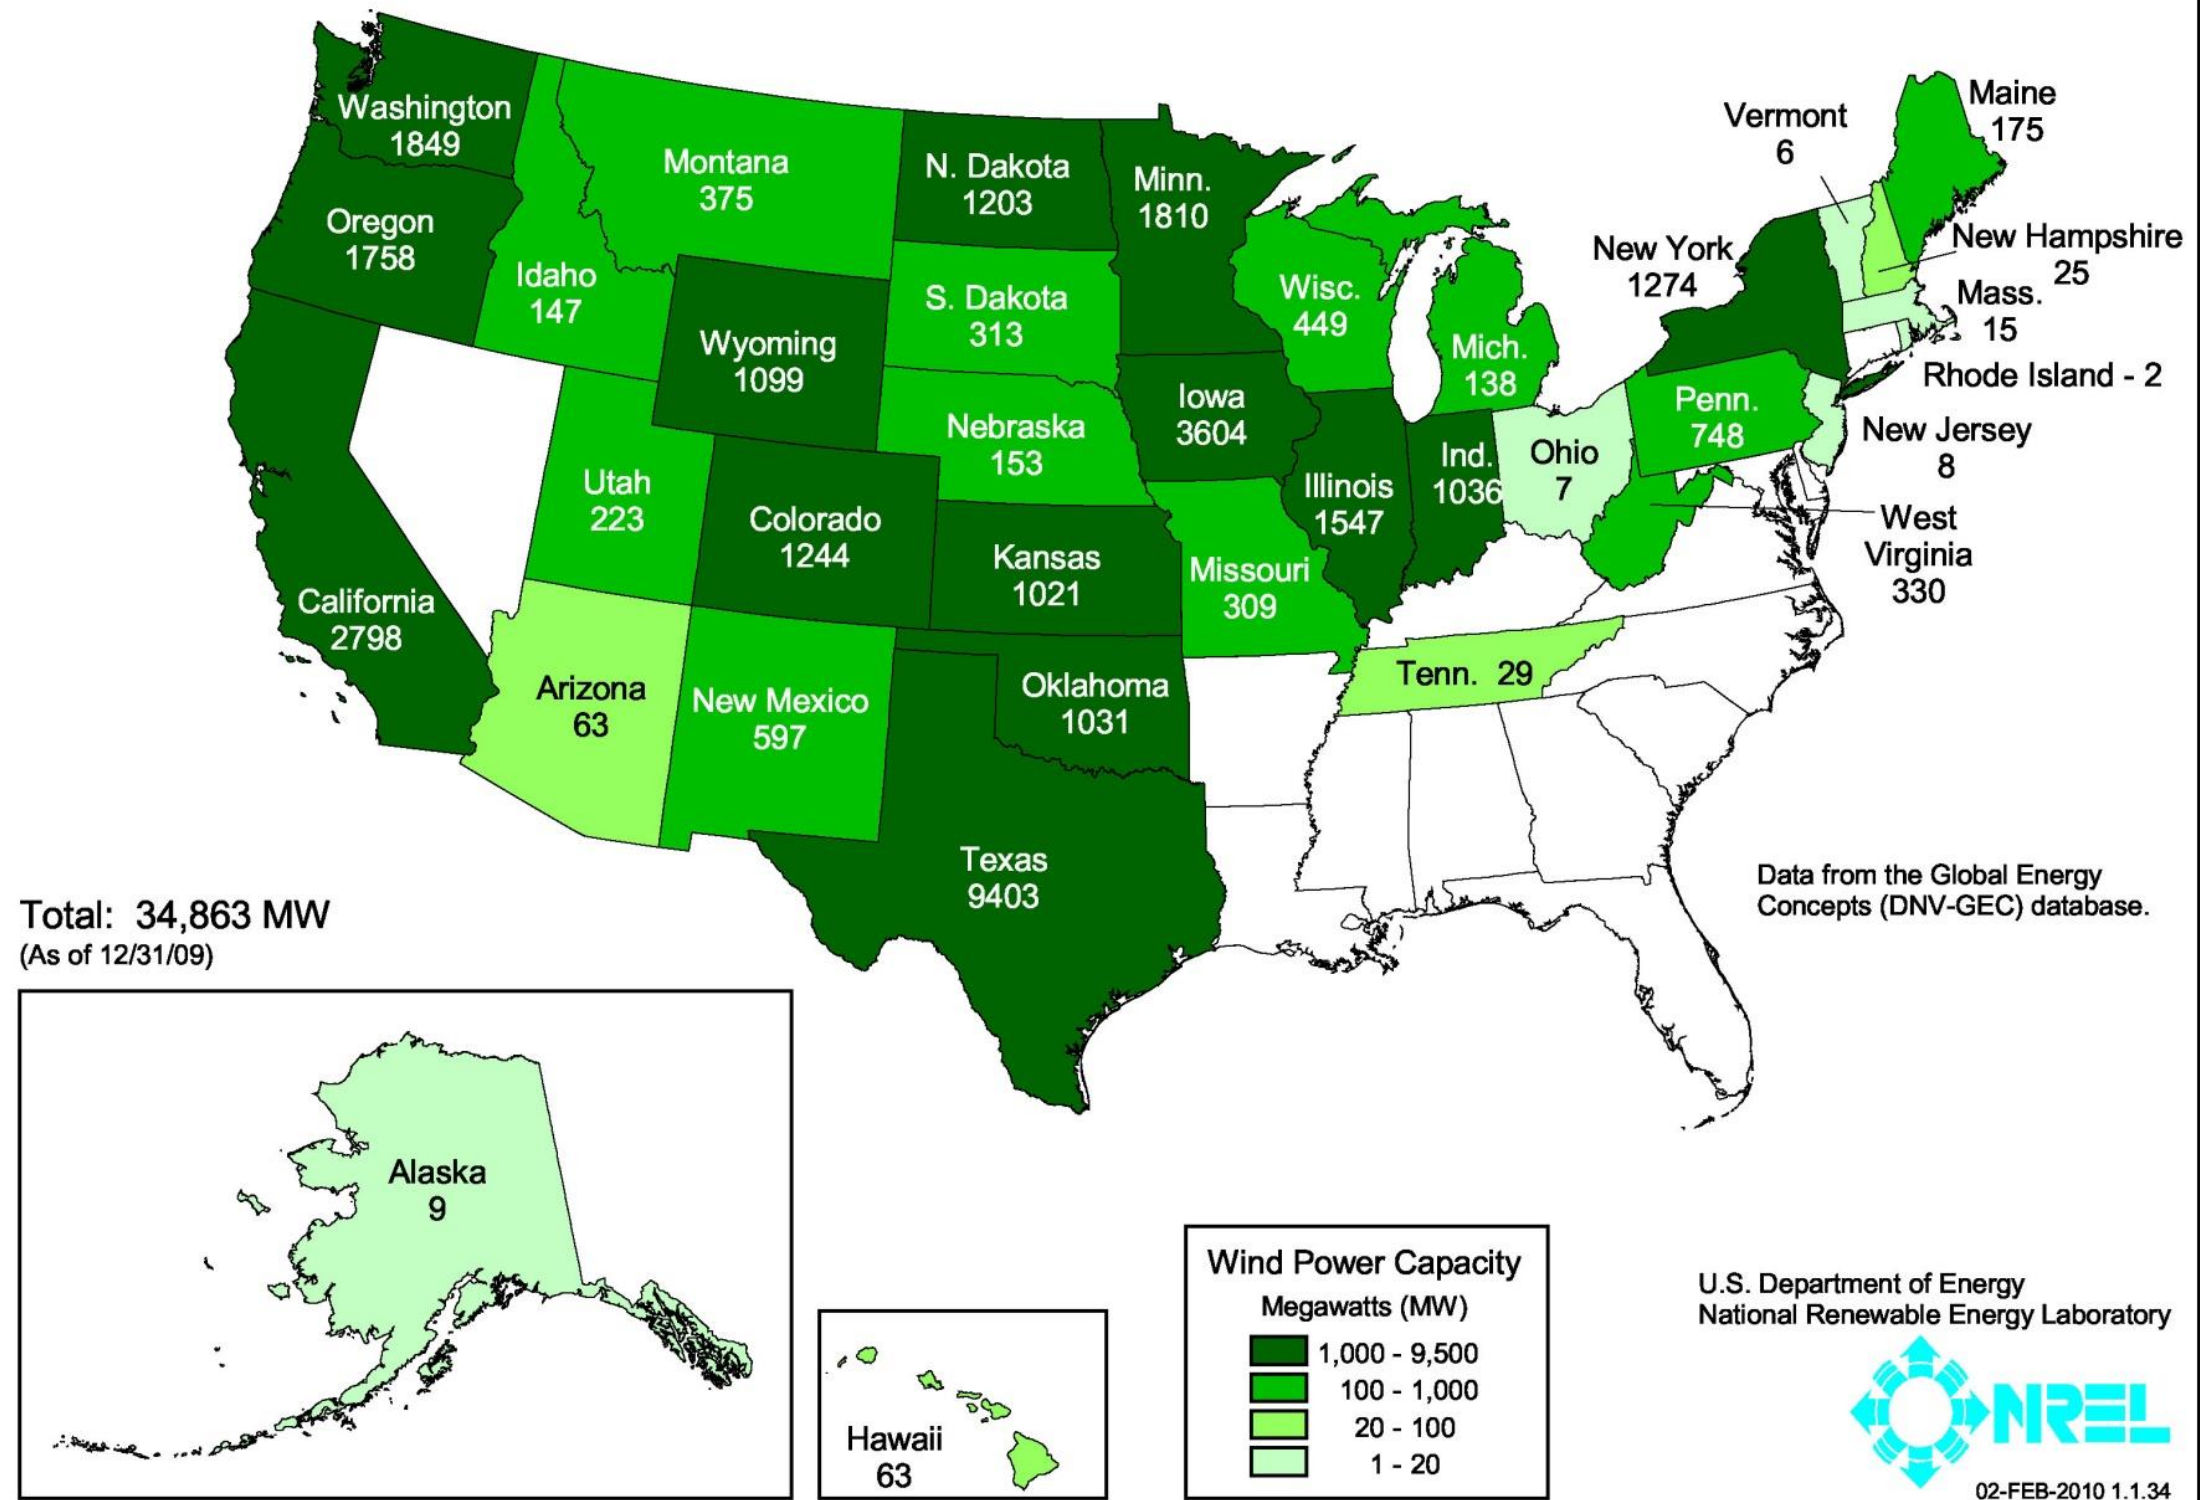 Washington
1849
Oregon
1758
California
2798
Idaho
147
Montana
375
Wyoming
1099
Utah
223
Colorado
1244
Arizona
63
New Mexico
597
N. Dakota
1203
S. Dakota
313
Nebraska
153
Kansas
1021
Oklahoma
1031
Texas
9403
Minn.
1810
Iowa
3604
Missouri
309
Wisc.
449
Illinois
1547
Mich.
138
Ind.
1036
Ohio
7
Tenn. 29
Penn.
748
New York
1274
Vermont
6
Maine
175
New Hampshire
25
Mass.
15
Rhode Island - 2
New Jersey
8
West
Virginia
330
Data from the Global Energy
Concepts (DNV-GEC) database.
Total: 34,863 MW
(As of 12/31/09)
Alaska
9
Hawaii
63
Wind Power Capacity
Megawatts (MW)
1,000 - 9,500
100 - 1,000
20 - 100
1 - 20
U.S. Department of Energy
National Renewable Energy Laboratory
NREL
02-FEB-2010 1.1.34